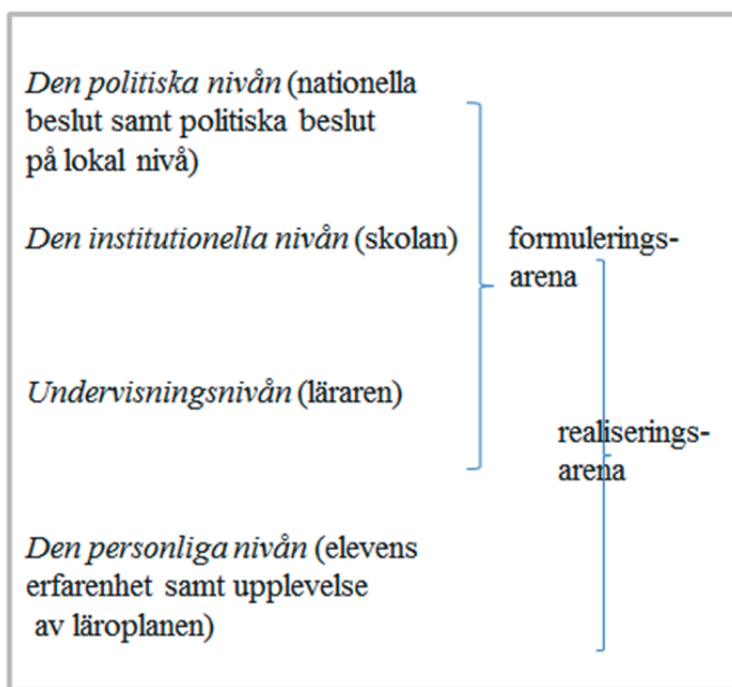 Den politiska nivån (nationella
beslut samt politiska beslut
på lokal nivå)
Den institutionella nivån (skolan)
formulerings-
arena
Undervisningsnivån (läraren)
realiserings-
arena
Den personliga nivån (elevens
erfarenhet samt upplevelse
av läroplanen)